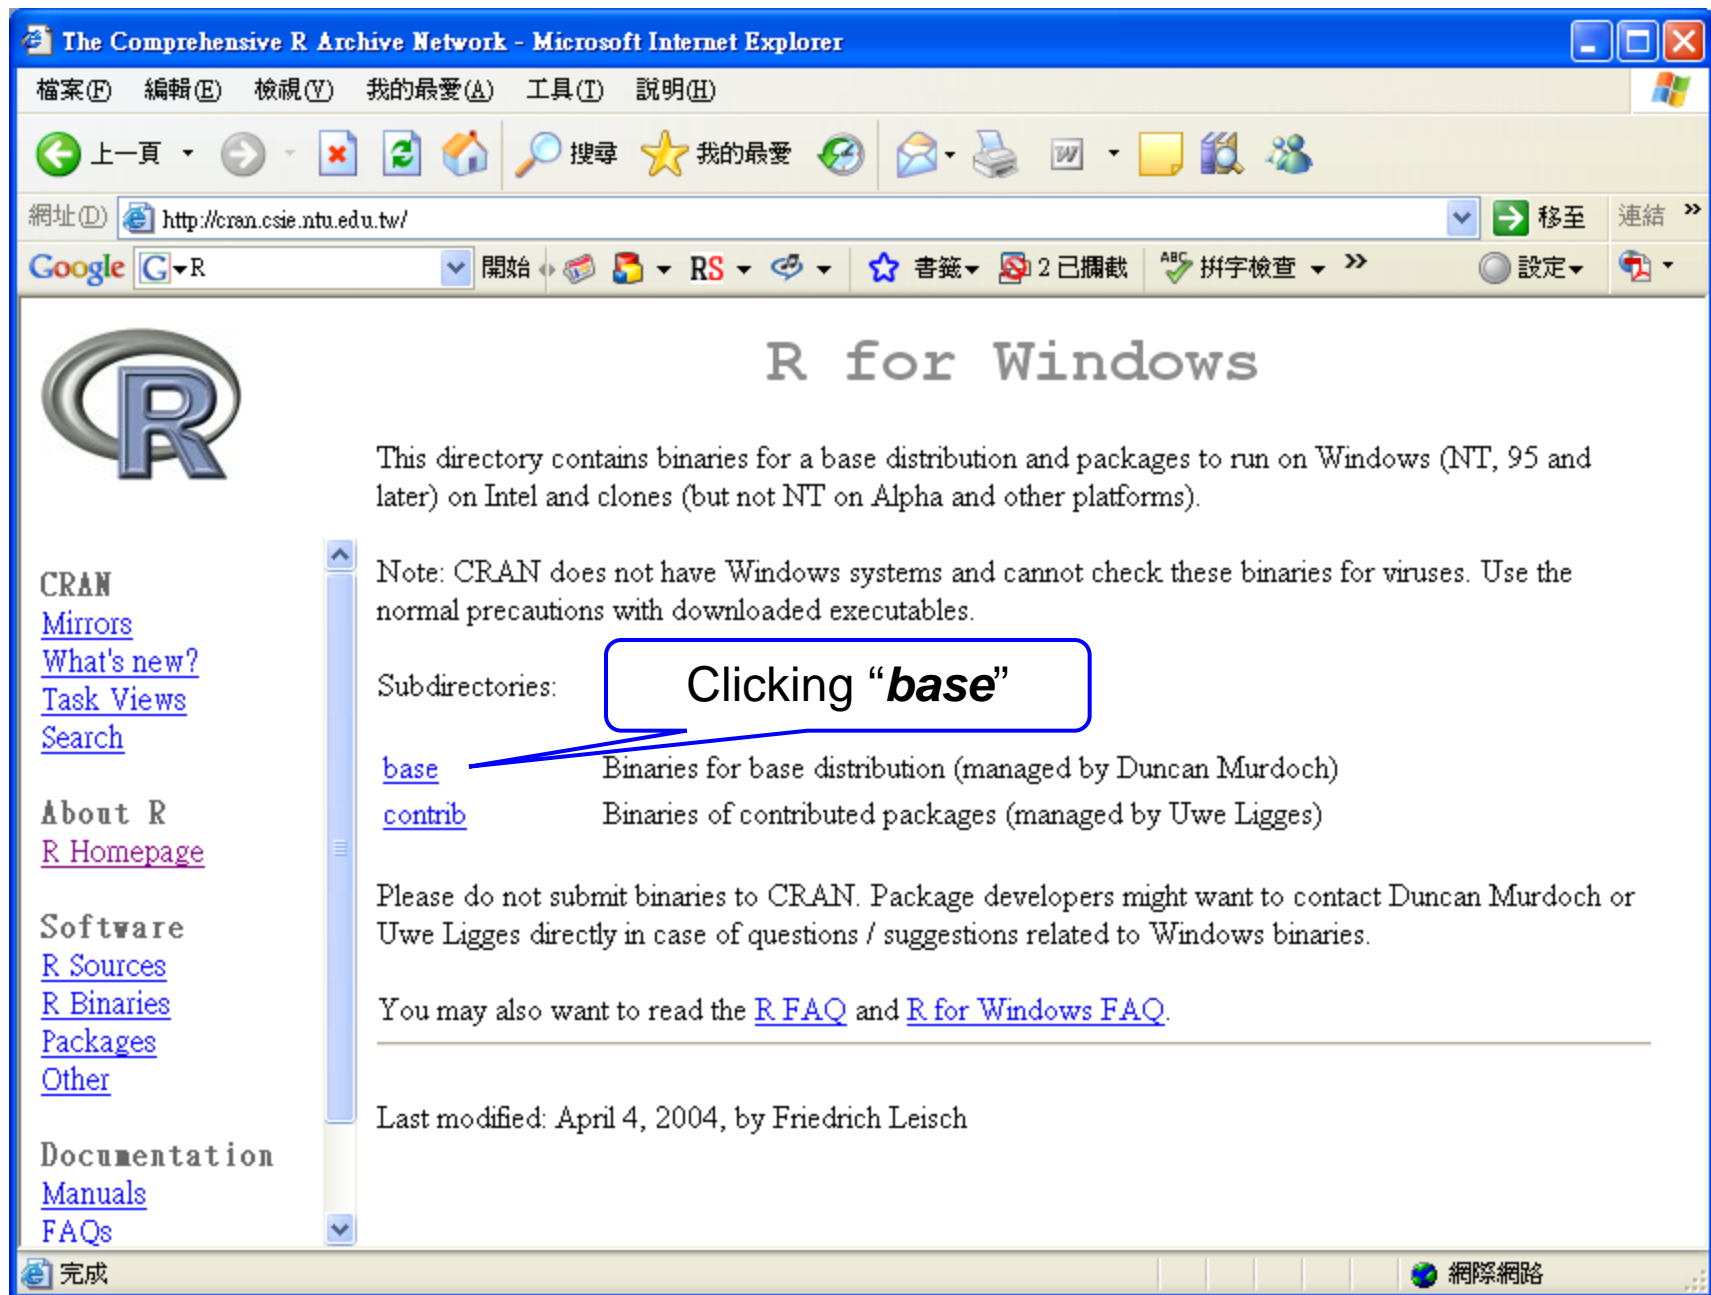 The Comprehensive R Archive Network - Microsoft Internet Explorer
檔案(F) 編輯(E) 檢視(V) 我的最愛(A) 工具(T) 說明(H)
上一頁 搜尋 我的最愛 W
網址(D) http://cran.csie.ntu.edu.tw/ 移至 連結 »
Google G R 開始 RS 書籤 2 已攔截 ABC 拼字檢查 » 設定
R
R for Windows
This directory contains binaries for a base distribution and packages to run on Windows (NT, 95 and
later) on Intel and clones (but not NT on Alpha and other platforms).
Note: CRAN does not have Windows systems and cannot check these binaries for viruses. Use the
normal precautions with downloaded executables.
Subdirectories:
Clicking “base”
base Binaries for base distribution (managed by Duncan Murdoch)
contrib Binaries of contributed packages (managed by Uwe Ligges)
Please do not submit binaries to CRAN. Package developers might want to contact Duncan Murdoch or
Uwe Ligges directly in case of questions / suggestions related to Windows binaries.
You may also want to read the R FAQ and R for Windows FAQ.
Last modified: April 4, 2004, by Friedrich Leisch
CRAN
Mirrors
What's new?
Task Views
Search
About R
R Homepage
Software
R Sources
R Binaries
Packages
Other
Documentation
Manuals
FAQs
完成 網際網路